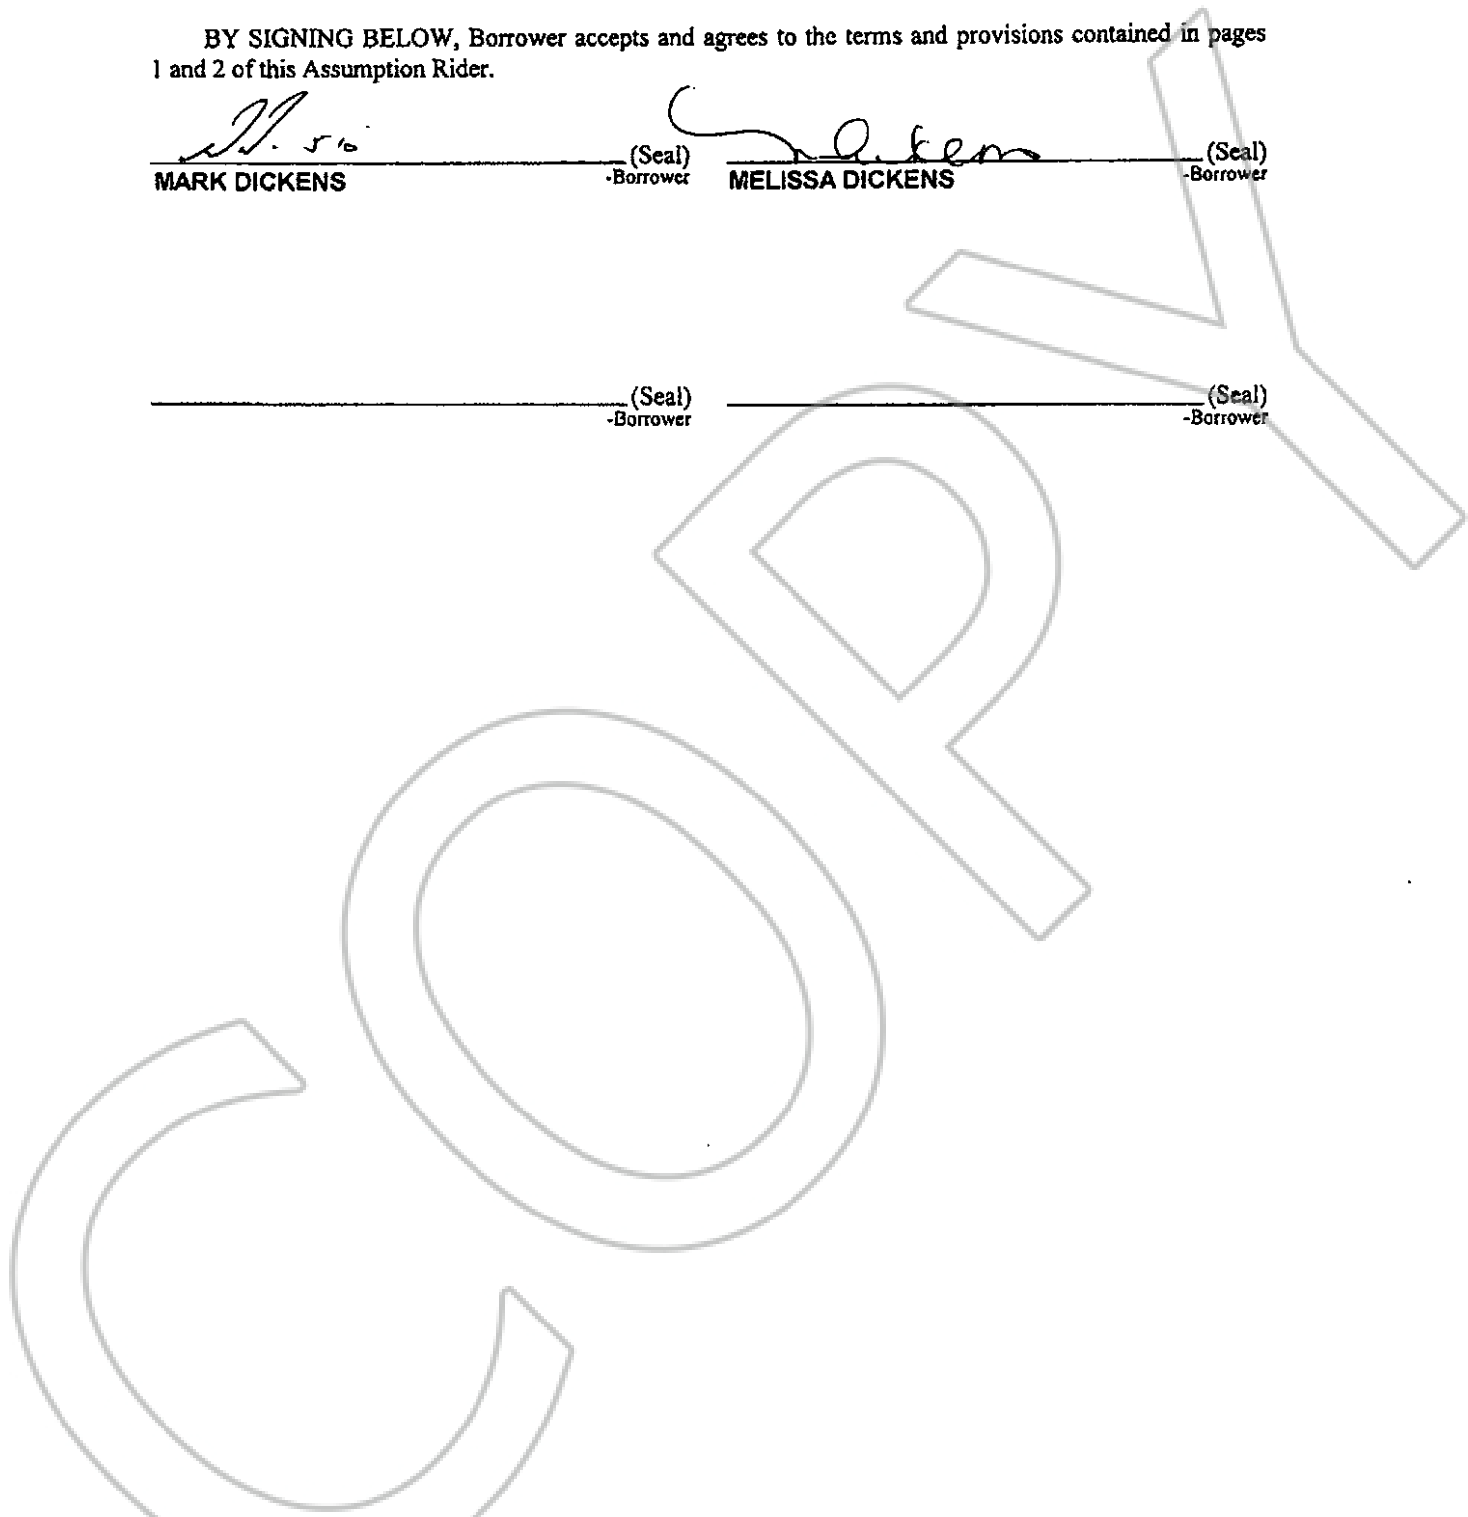 BY SIGNING BELOW, Borrower accepts and agrees to the terms and provisions contained in pages
1 and 2 of this Assumption Rider.
(Seal) (Seal)
MARK DICKENS -Borrower MELISSA DICKENS -Borrower
(Seal) (Seal)
-Borrower -Borrower
COPY